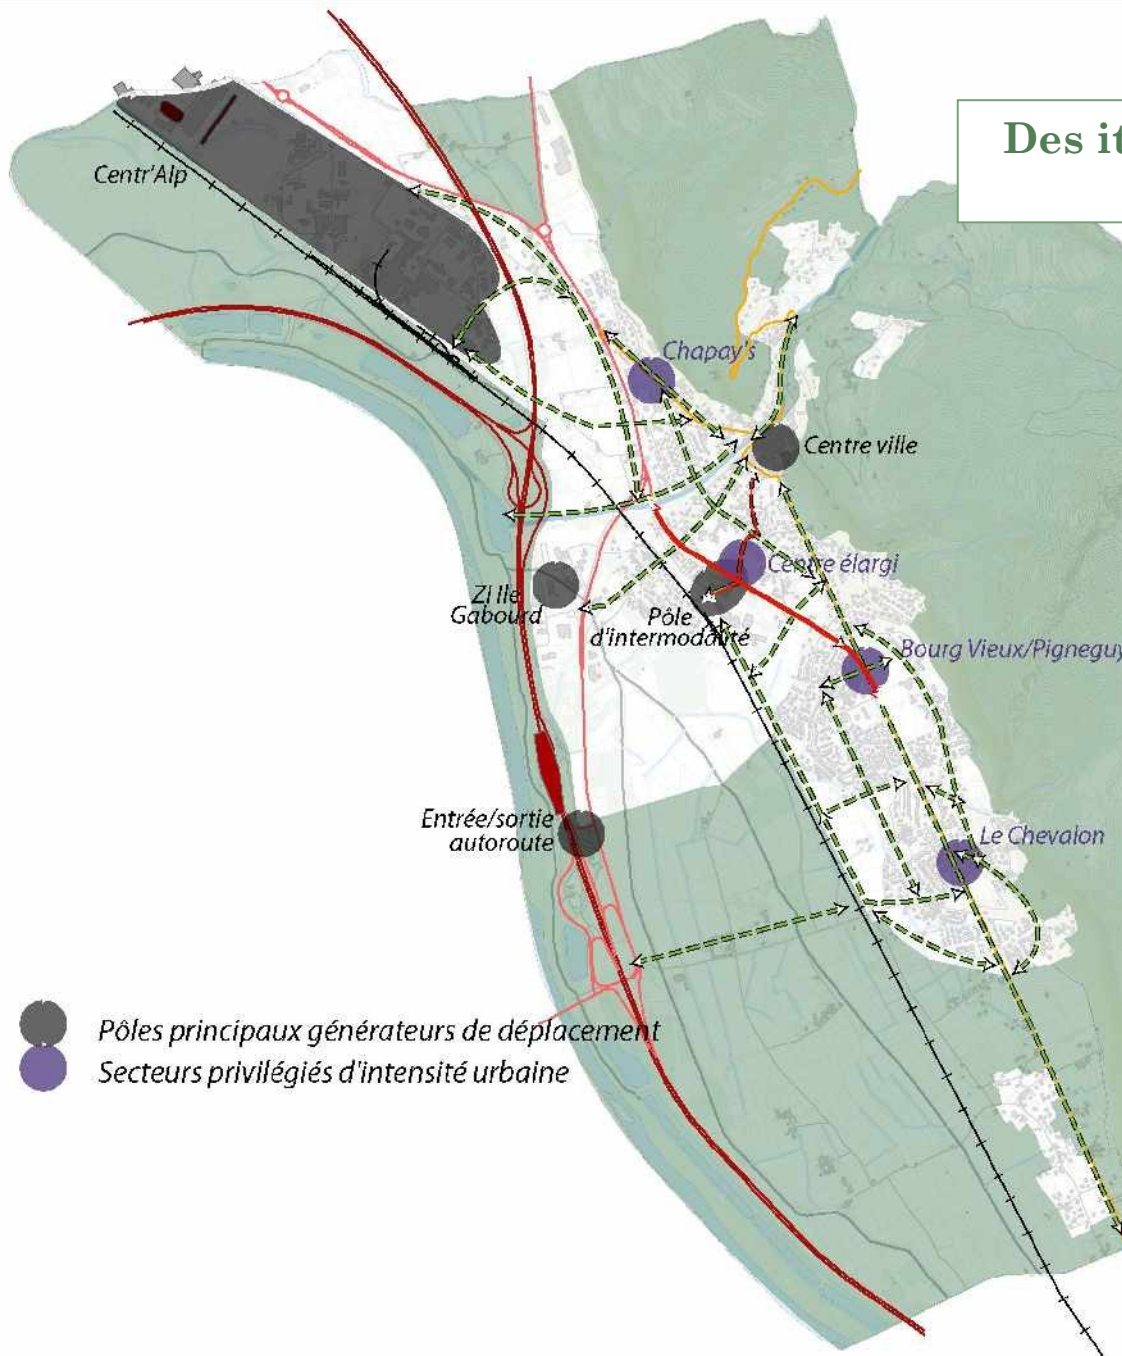 Des it
Centr'Alp
Chapay's
Centre ville
Centre élargi
Zi Ile
Gabourd
Pôle
d'intermodalité
Bourg Vieux/Pigneguy
Entrée/sortie
autoroute
Le Chevalon
Pôles principaux générateurs de déplacement
Secteurs privilégiés d'intensité urbaine